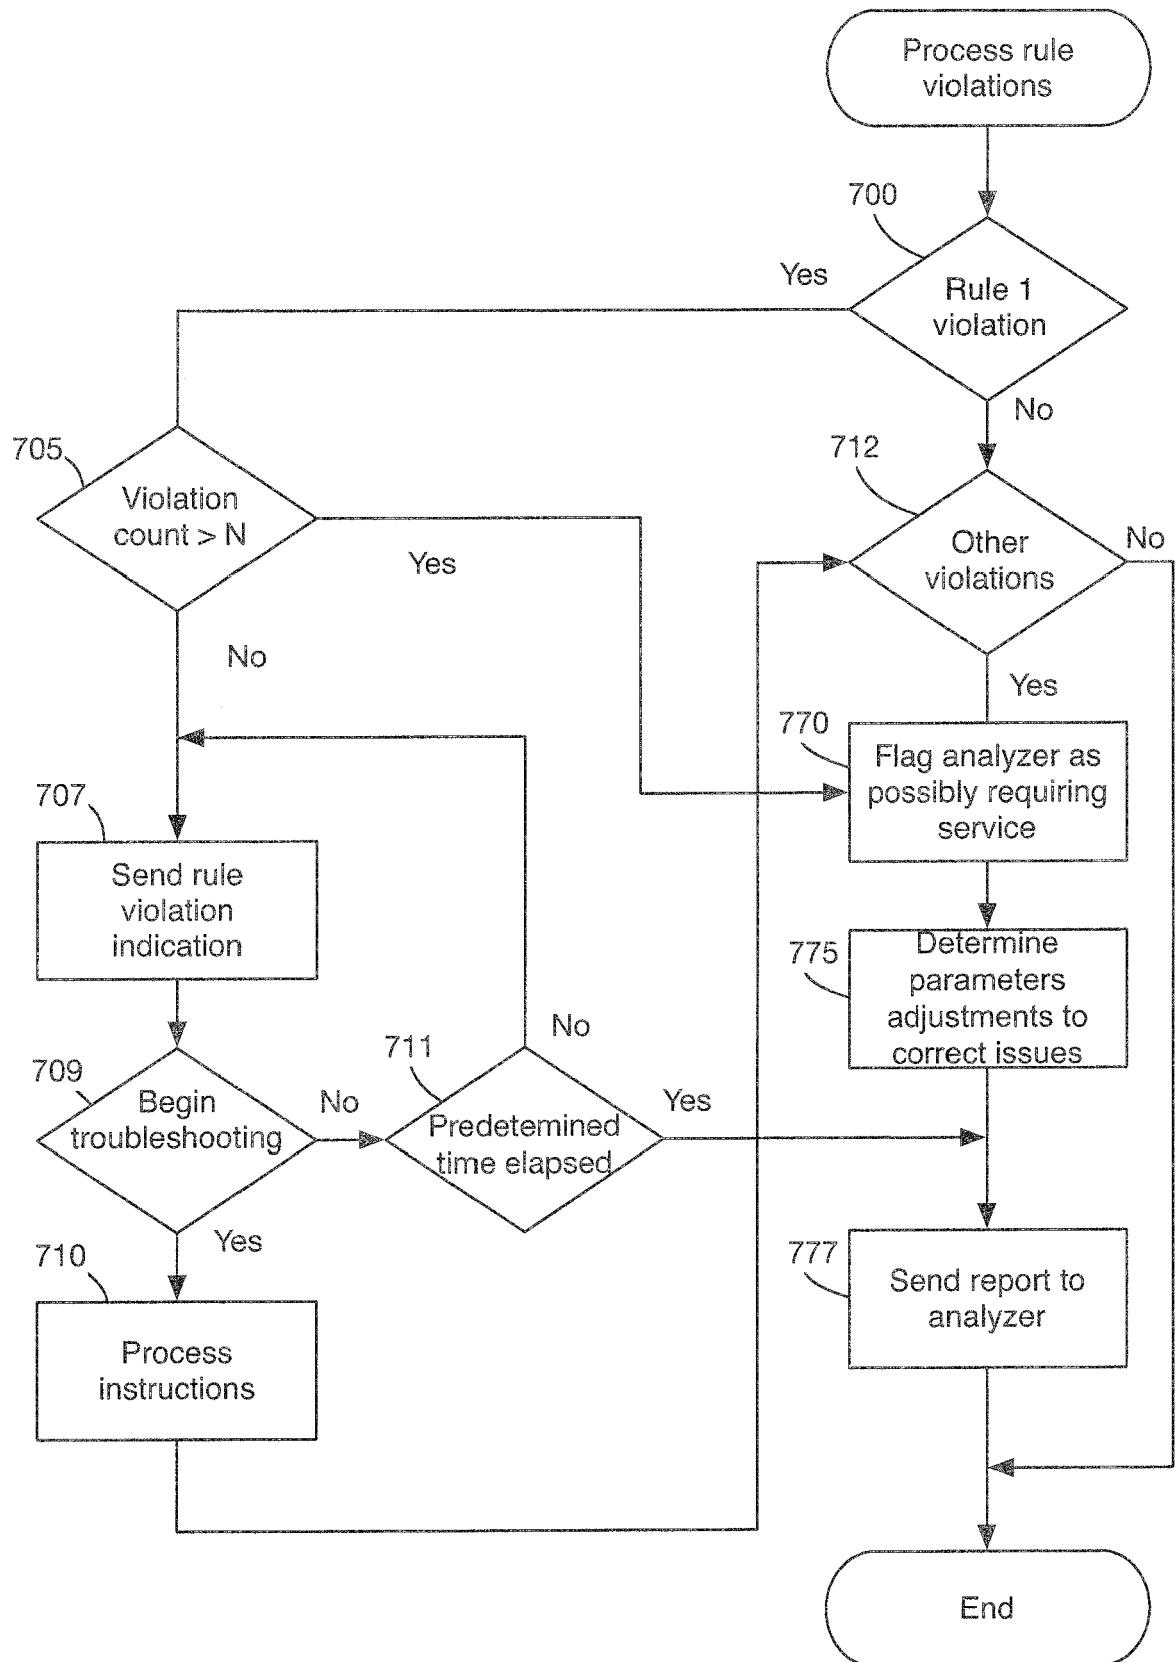 Process rule
violations
700
Yes
Rule 1
violation
No
705
Violation
count > N
Yes
No
712
Other
violations
No
Yes
770
Flag analyzer as
possibly requiring
service
707
Send rule
violation
indication
775
Determine
parameters
adjustments to
correct issues
709
Begin
troubleshooting
No
711
No
Predetemined
time elapsed
Yes
Yes
710
Process
instructions
777
Send report to
analyzer
End